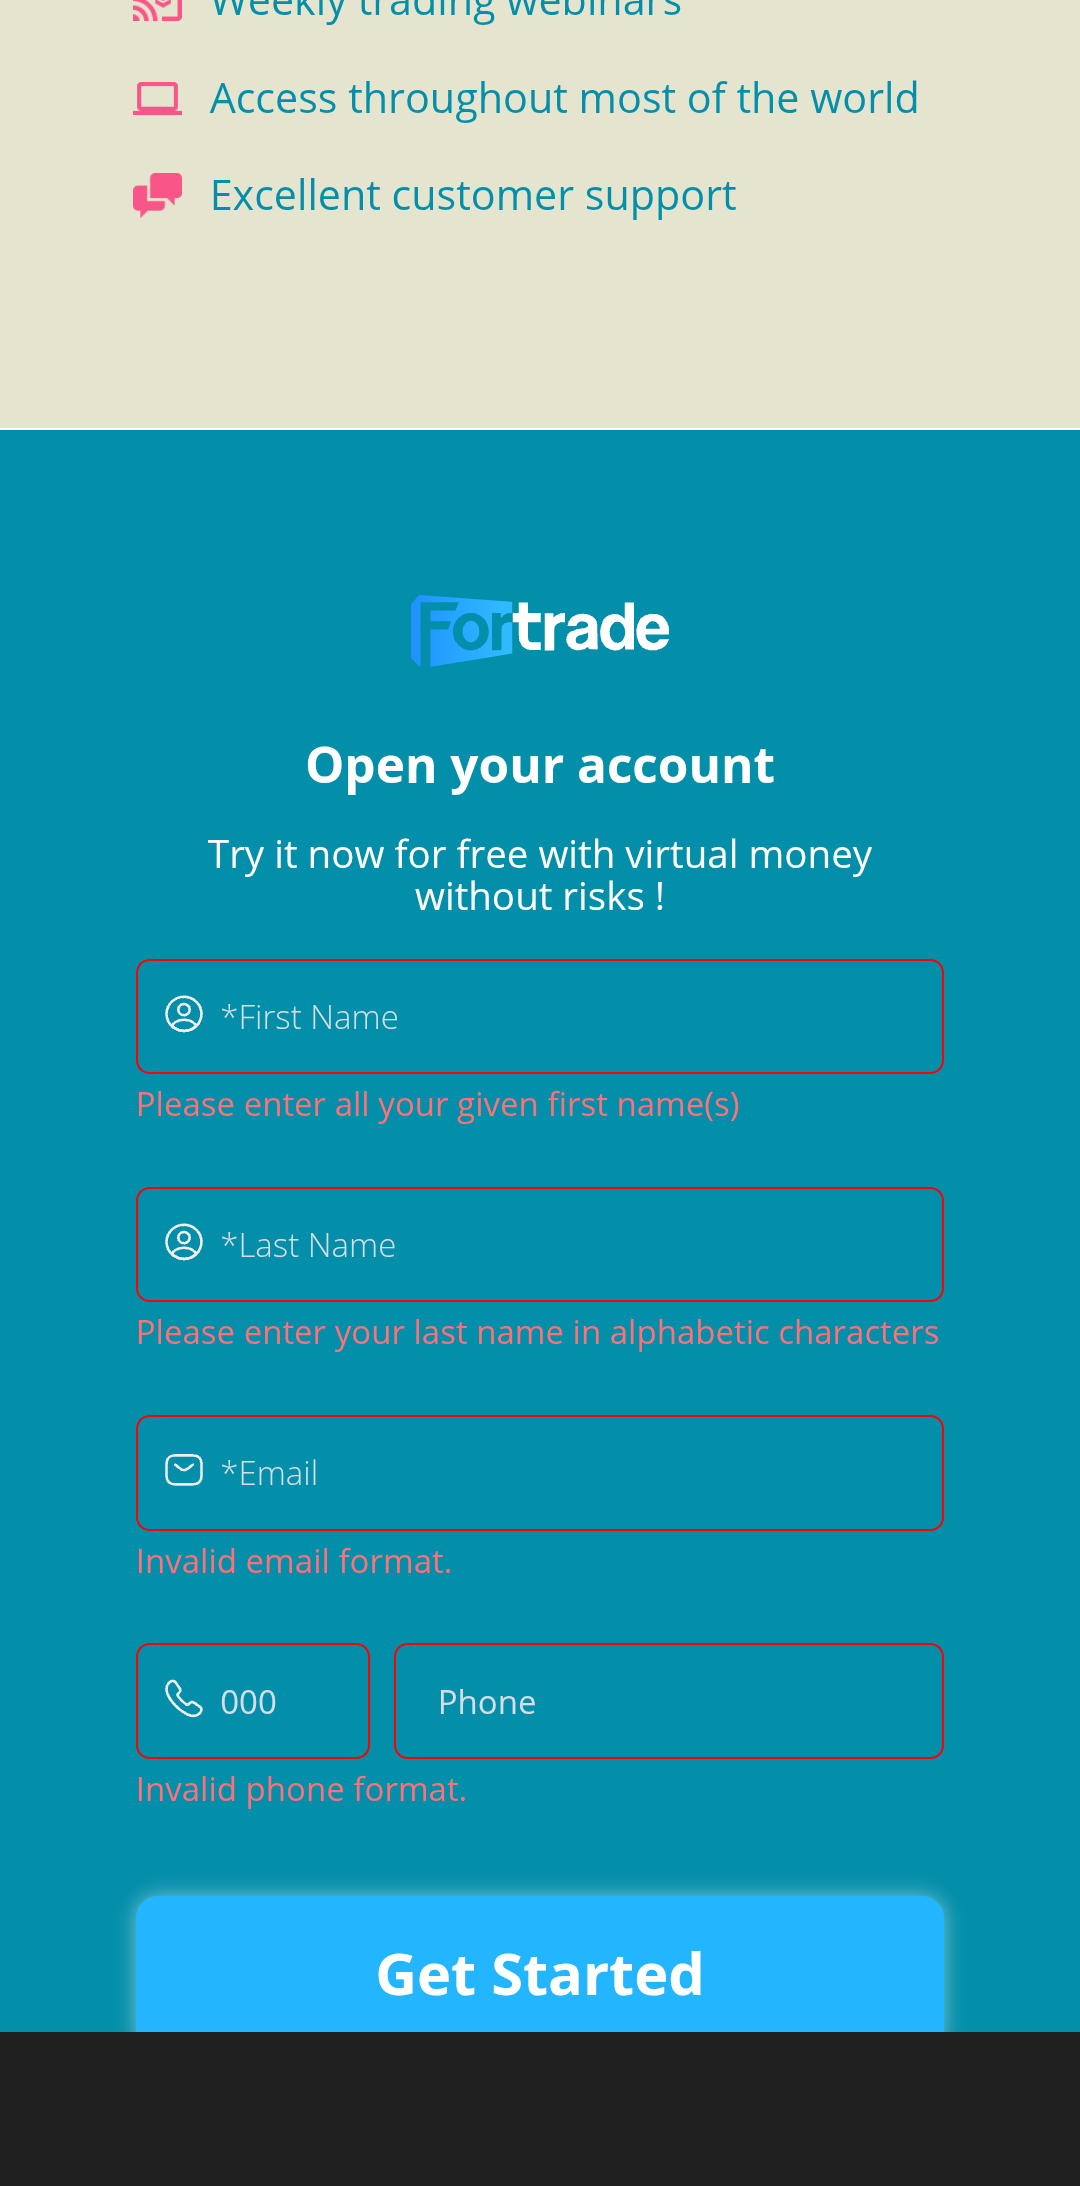 Weekly trading webinars
Access throughout most of the world
Excellent customer support
Fortrade
Open your account
Try it now for free with virtual money
without risks !
*First Name
Please enter all your given first name(s)
*Last Name
Please enter your last name in alphabetic characters
*Email
Invalid email format.
000 Phone
Invalid phone format.
Get Started